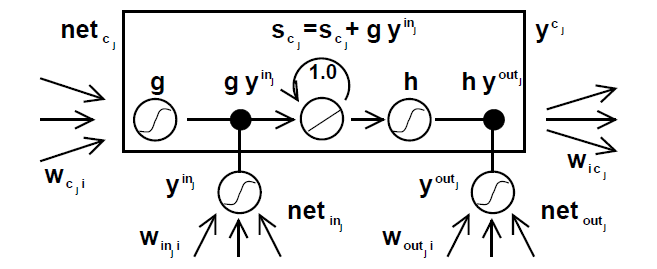 net c j
s c j = s c j + g y in j
y c j
g
g y in j
1.0
h
h y out j
w c j i
w i c j
y in j
y out j
net in j
net out j
w in j i
w out j i